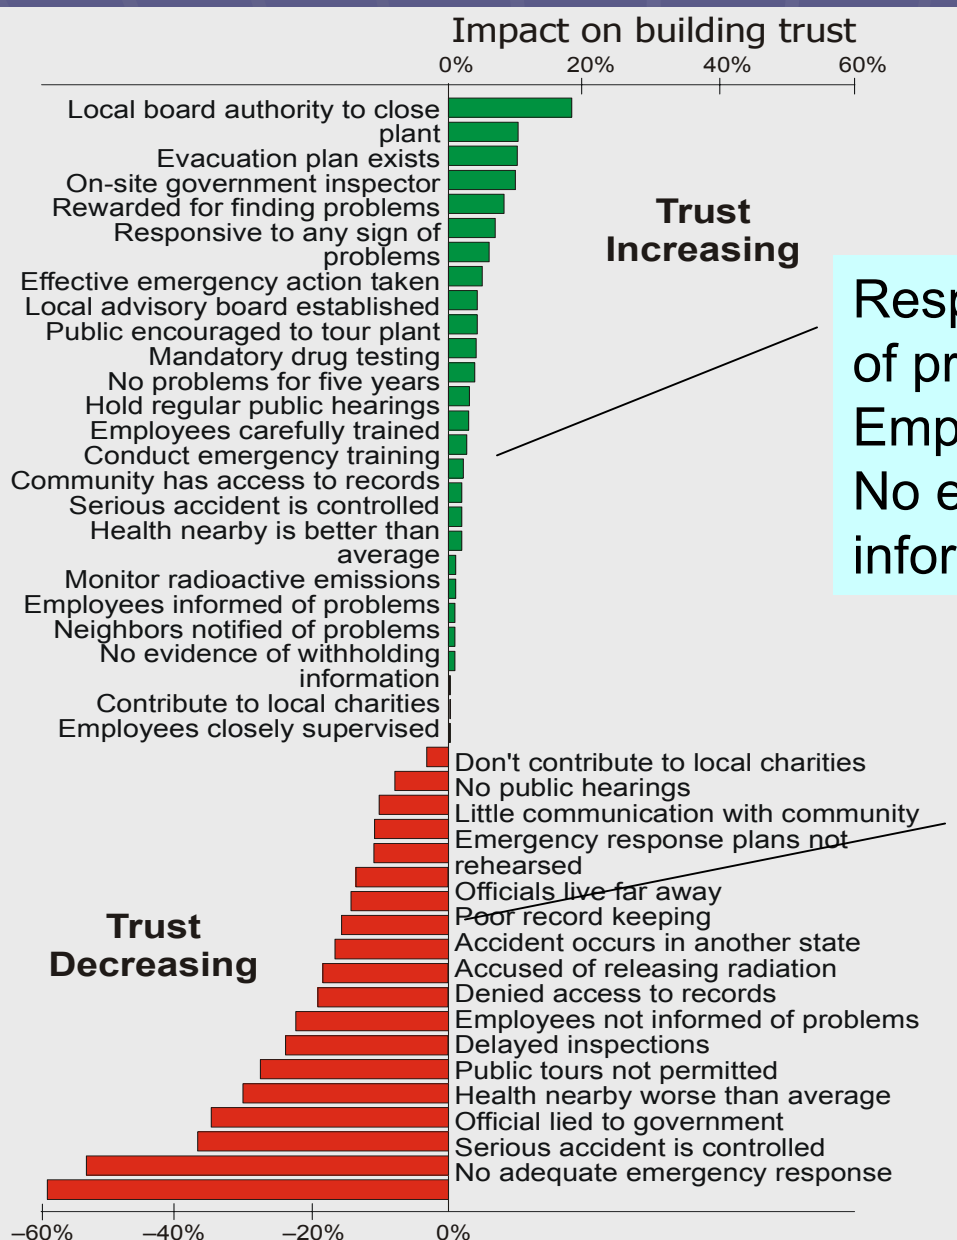 Impact on building trust
0% 20% 40% 60%
Local board authority to close
plant
Evacuation plan exists
On-site government inspector
Rewarded for finding problems
Responsive to any sign of
problems
Effective emergency action taken
Local advisory board established
Public encouraged to tour plant
Mandatory drug testing
No problems for five years
Hold regular public hearings
Employees carefully trained
Conduct emergency training
Community has access to records
Serious accident is controlled
Health nearby is better than
average
Monitor radioactive emissions
Employees informed of problems
Neighbors notified of problems
No evidence of withholding
information
Contribute to local charities
Employees closely supervised
Trust
Increasing
Resp
of pr
Emp
No e
infor
Don't contribute to local charities
No public hearings
Little communication with community
Emergency response plans not
rehearsed
Officials live far away
Poor record keeping
Accident occurs in another state
Accused of releasing radiation
Denied access to records
Employees not informed of problems
Delayed inspections
Public tours not permitted
Health nearby worse than average
Official lied to government
Serious accident is controlled
No adequate emergency response
Trust
Decreasing
–60% –40% –20% 0%